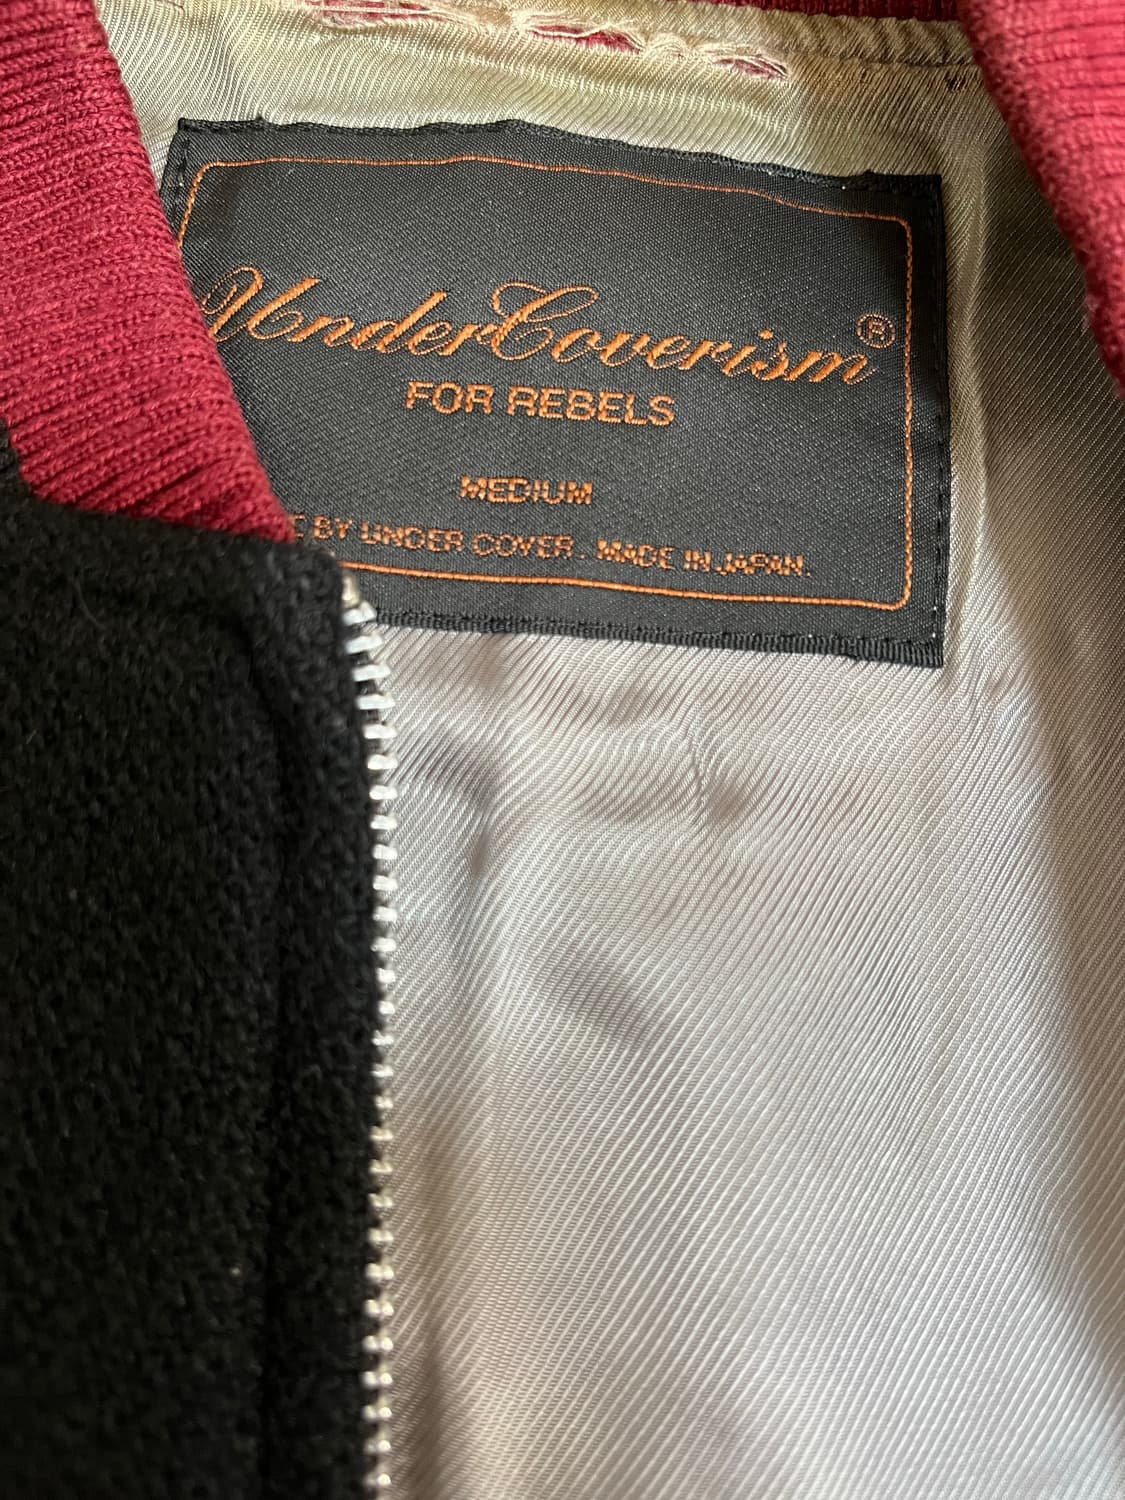 UnderCoverism®
FOR REBELS
MEDIUM
BY UNDER COVER. MADE IN JAPAN.